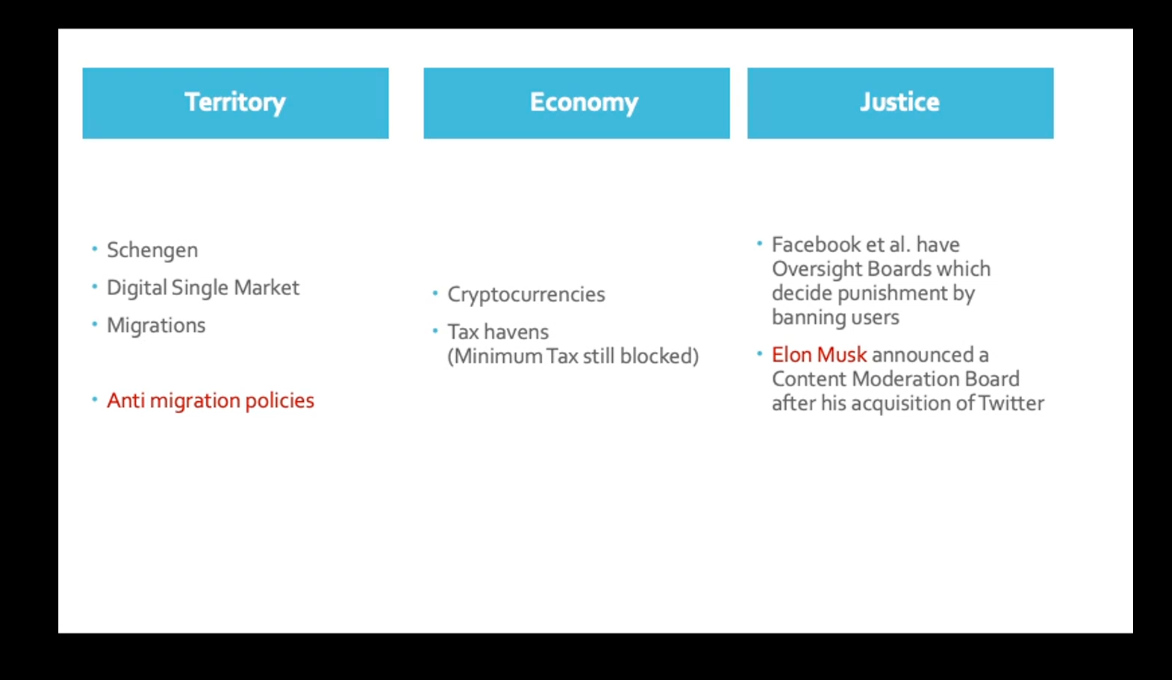 Territory
Schengen
Digital Single Market
Migrations
Anti migration policies
Economy
Cryptocurrencies
Tax havens
(Minimum Tax still blocked)
Justice
Facebook et al. have
Oversight Boards which
decide punishment by
banning users
Elon Musk announced a
Content Moderation Board
after his acquisition of Twitter